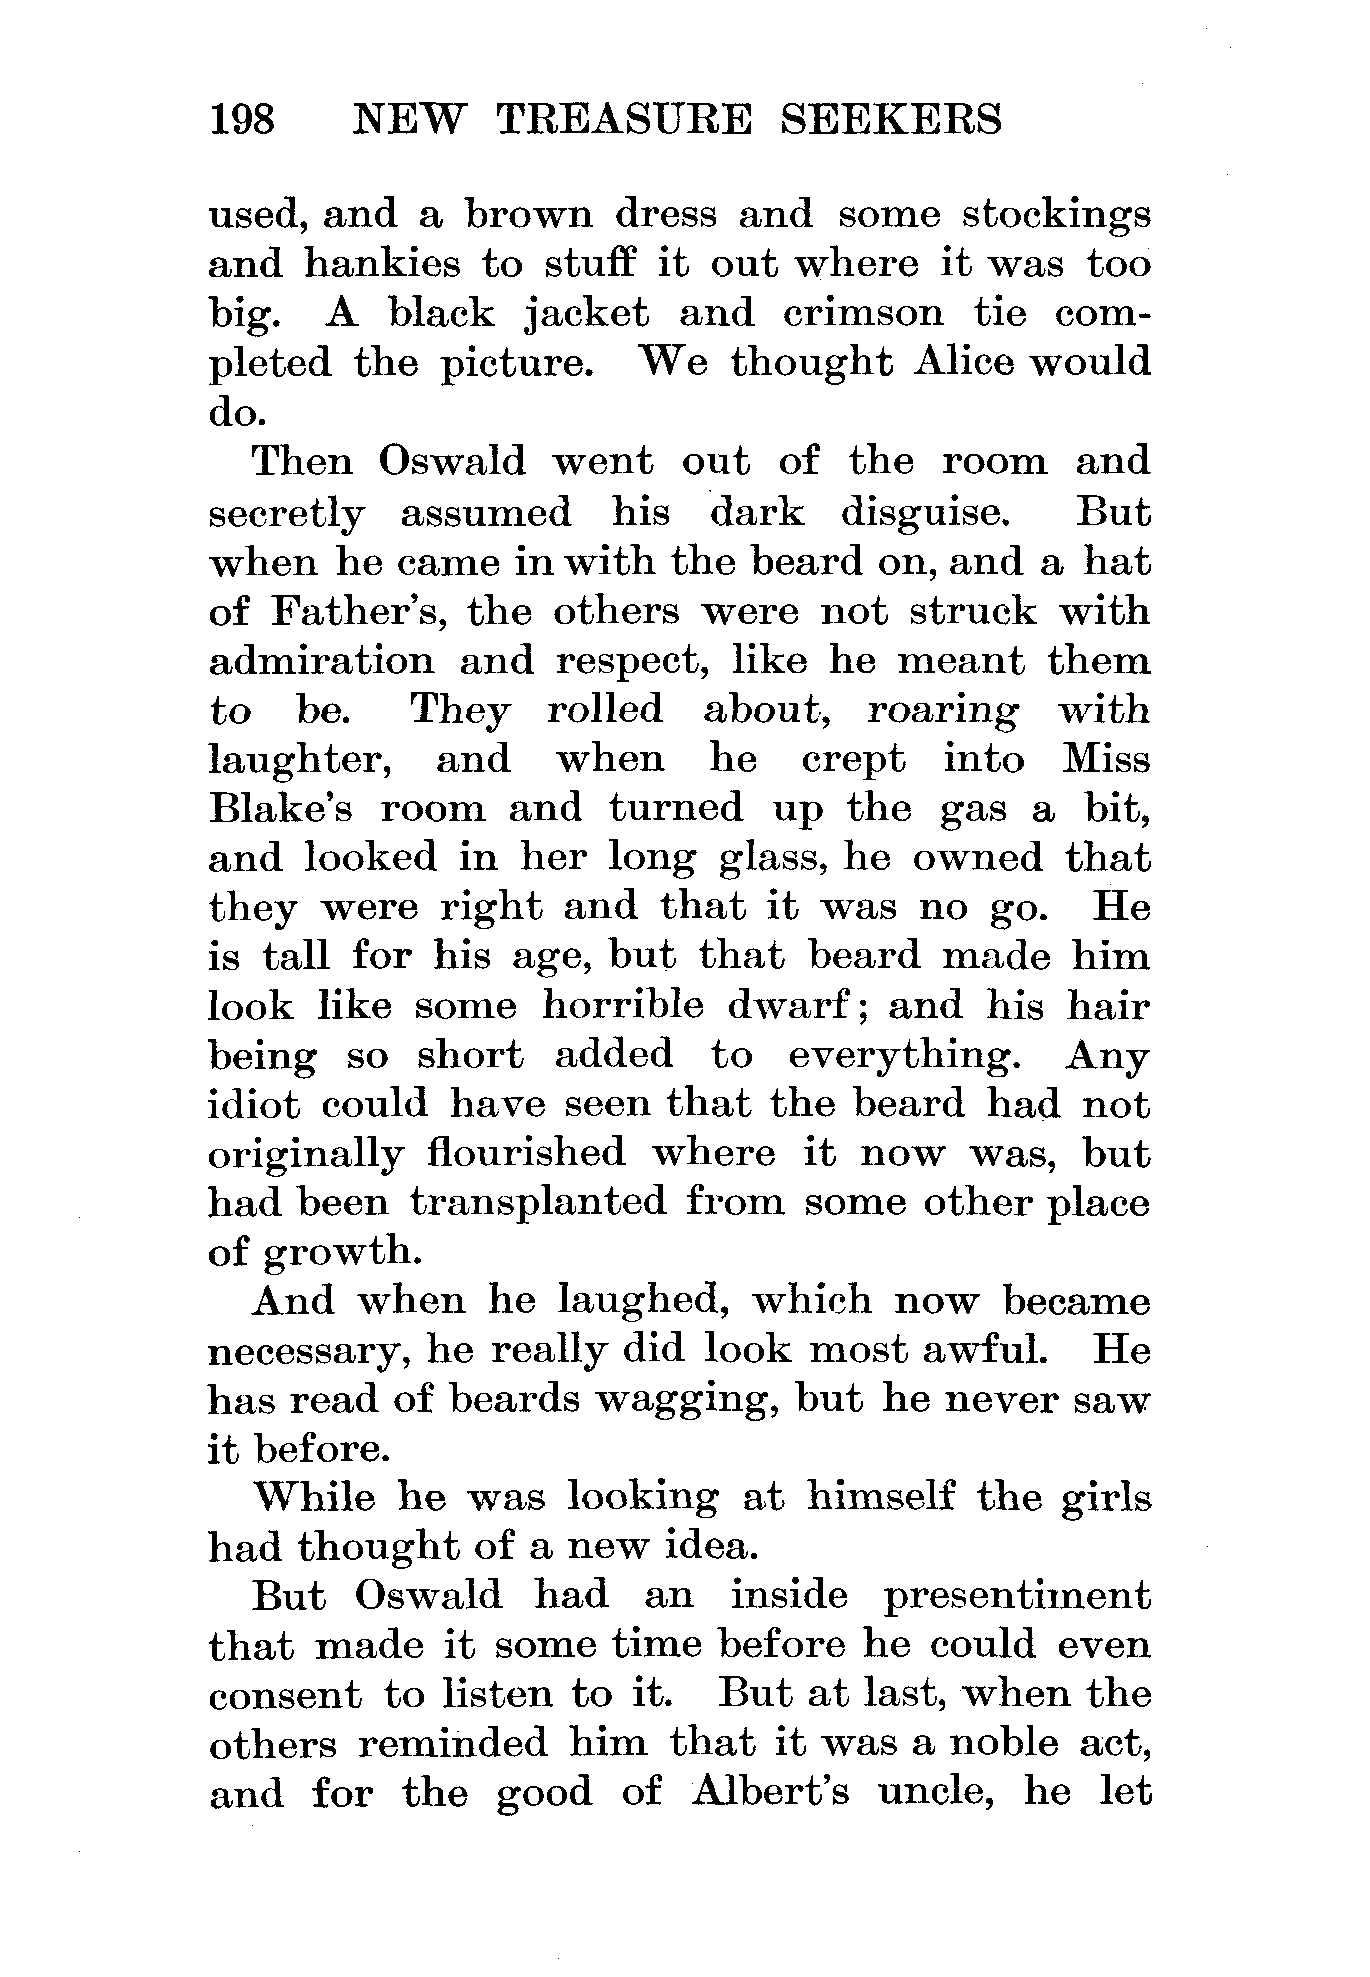 198 NEW TREASURE SEEKERS
used, and a brown dress and some stockings
and hankies to stuff it out where it was too
big. A black jacket and crimson tie com-
pleted the picture. We thought Alice would
do.
Then Oswald went out of the room and
secretly assumed his dark disguise. But
when he came in with the beard on, and a hat
of Father's, the others were not struck with
admiration and respect, like he meant them
to be. They rolled about, roaring with
laughter, and when he crept into Miss
Blake's room and turned up the gas a bit,
and looked in her long glass, he owned that
they were right and that it was no go. He
is tall for his age, but that beard made him
look like some horrible dwarf; and his hair
being so short added to everything. Any
idiot could have seen that the beard had not
originally flourished where it now was, but
had been transplanted from some other place
of growth.
And when he laughed, which now became
necessary, he really did look most awful. He
has read of beards wagging, but he never saw
it before.
While he was looking at himself the girls
had thought of a new idea.
But Oswald had an inside presentiment
that made it some time before he could even
consent to listen to it. But at last, when the
others reminded him that it was a noble act,
and for the good of Albert's uncle, he let